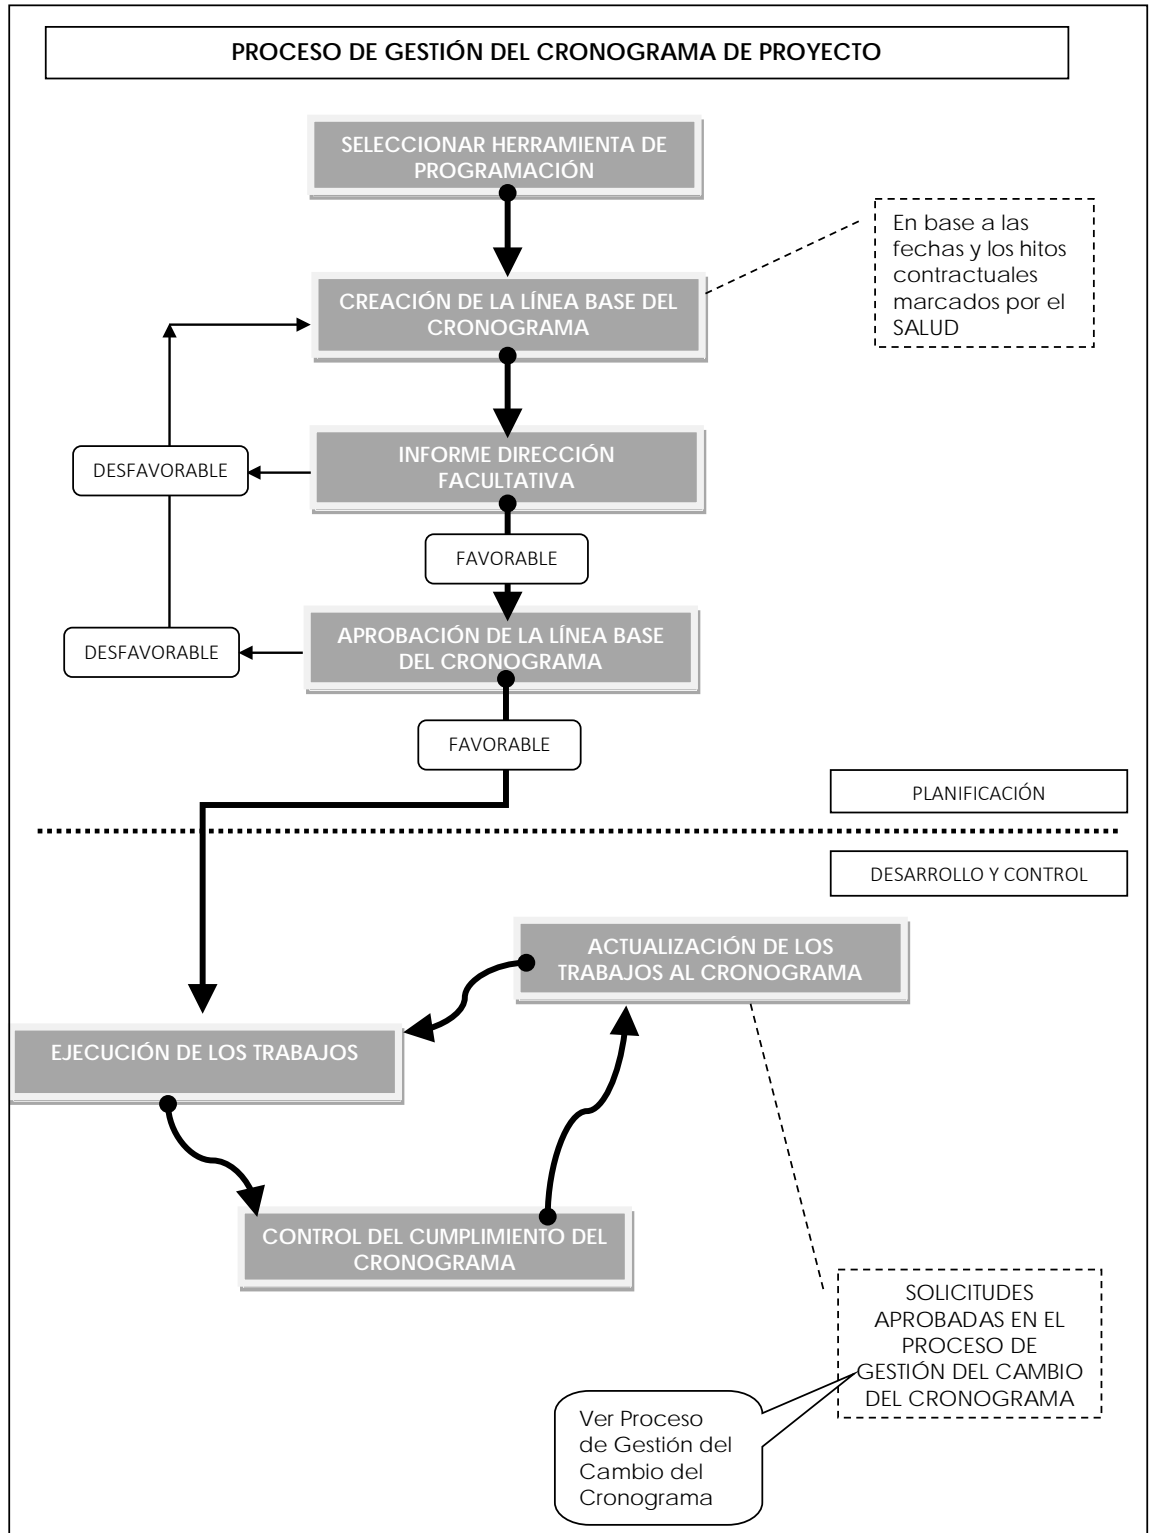 PROCESO DE GESTIÓN DEL CRONOGRAMA DE PROYECTO
SELECCIONAR HERRAMIENTA DE
PROGRAMACIÓN
En base a las
fechas y los hitos
contractuales
marcados por el
SALUD
CREACIÓN DE LA LÍNEA BASE DEL
CRONOGRAMA
INFORME DIRECCIÓN
FACULTATIVA
DESFAVORABLE
FAVORABLE
APROBACIÓN DE LA LÍNEA BASE
DEL CRONOGRAMA
DESFAVORABLE
FAVORABLE
PLANIFICACIÓN
DESARROLLO Y CONTROL
ACTUALIZACIÓN DE LOS
TRABAJOS AL CRONOGRAMA
EJECUCIÓN DE LOS TRABAJOS
CONTROL DEL CUMPLIMIENTO DEL
CRONOGRAMA
SOLICITUDES
APROBADAS EN EL
PROCESO DE
GESTIÓN DEL CAMBIO
DEL CRONOGRAMA
Ver Proceso
de Gestión del
Cambio del
Cronograma